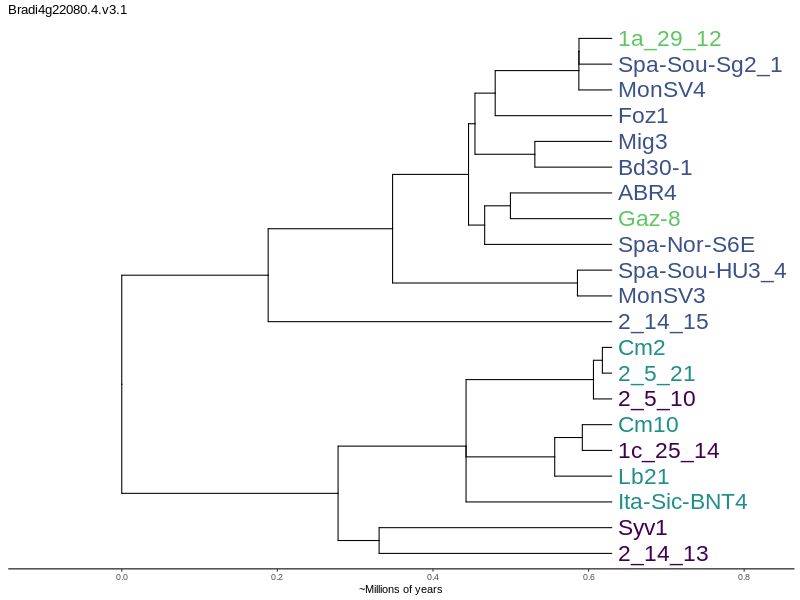 Bradi4g22080.4.v3.1
1a_29_12
Spa-Sou-Sg2_1
MonSV4
Foz1
Mig3
Bd30-1
ABR4
Gaz-8
Spa-Nor-S6E
Spa-Sou-HU3_4
MonSV3
2_14_15
Cm2
2_5_21
2_5_10
Cm10
1c_25_14
Lb21
Ita-Sic-BNT4
Syv1
2_14_13
0.0 0.2 0.4 0.6 0.8
~Millions of years